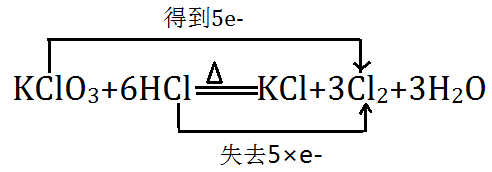 得到5e-
KClO₃+6HCl≜KCl+3Cl₂+3H₂O
失去5×e-